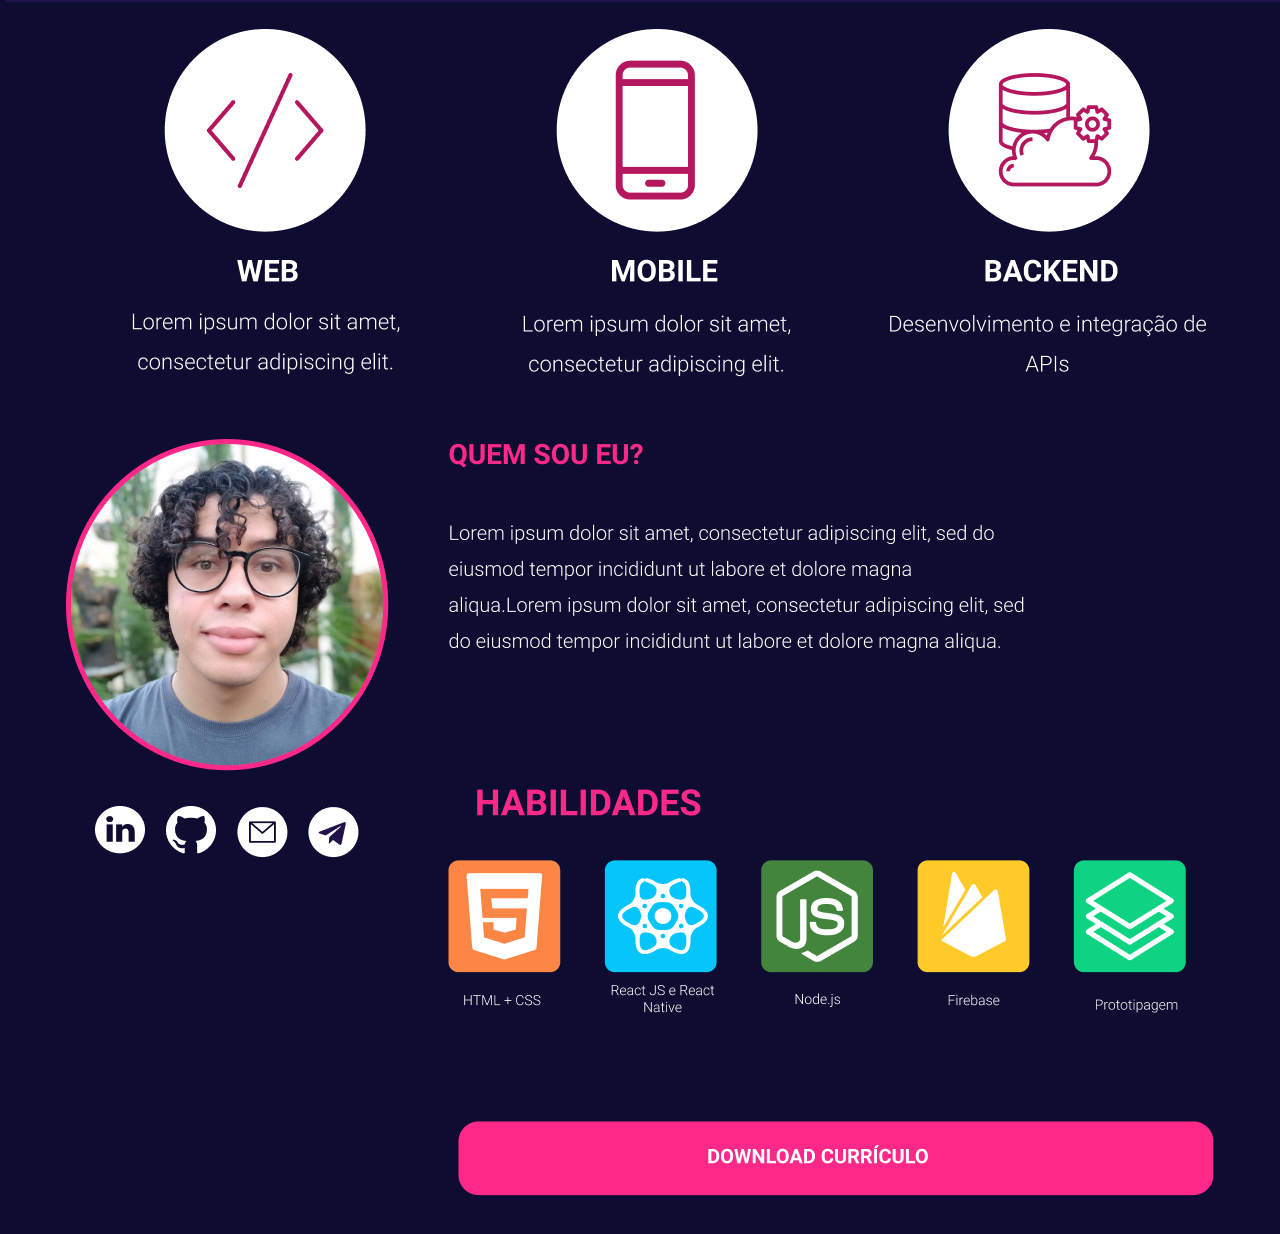 WEB
Lorem ipsum dolor sit amet,
consectetur adipiscing elit.
MOBILE
Lorem ipsum dolor sit amet,
consectetur adipiscing elit.
BACKEND
Desenvolvimento e integração de
APIs
QUEM SOU EU?
Lorem ipsum dolor sit amet, consectetur adipiscing elit, sed do
eiusmod tempor incididunt ut labore et dolore magna
aliqua.Lorem ipsum dolor sit amet, consectetur adipiscing elit, sed
do eiusmod tempor incididunt ut labore et dolore magna aliqua.
in
HABILIDADES
5
JS
HTML + CSS
React JS e React
Native
Node.js
Firebase
Prototipagem
DOWNLOAD CURRÍCULO